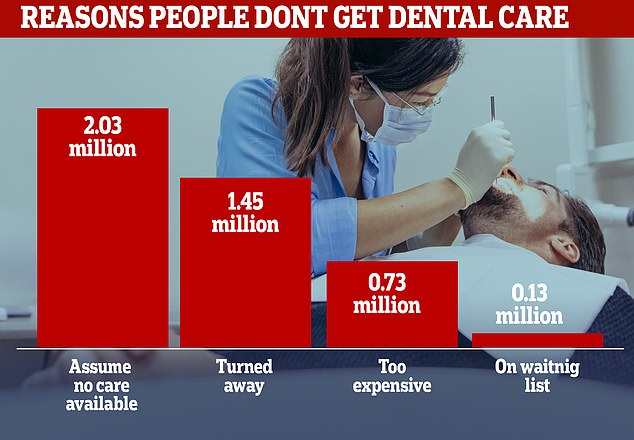 REASONS PEOPLE DONT GET DENTAL CARE
2.03
million
1.45
million
0.73
million
0.13
million
Assume
no care
available
Turned
away
Too
expensive
On waitnig
list